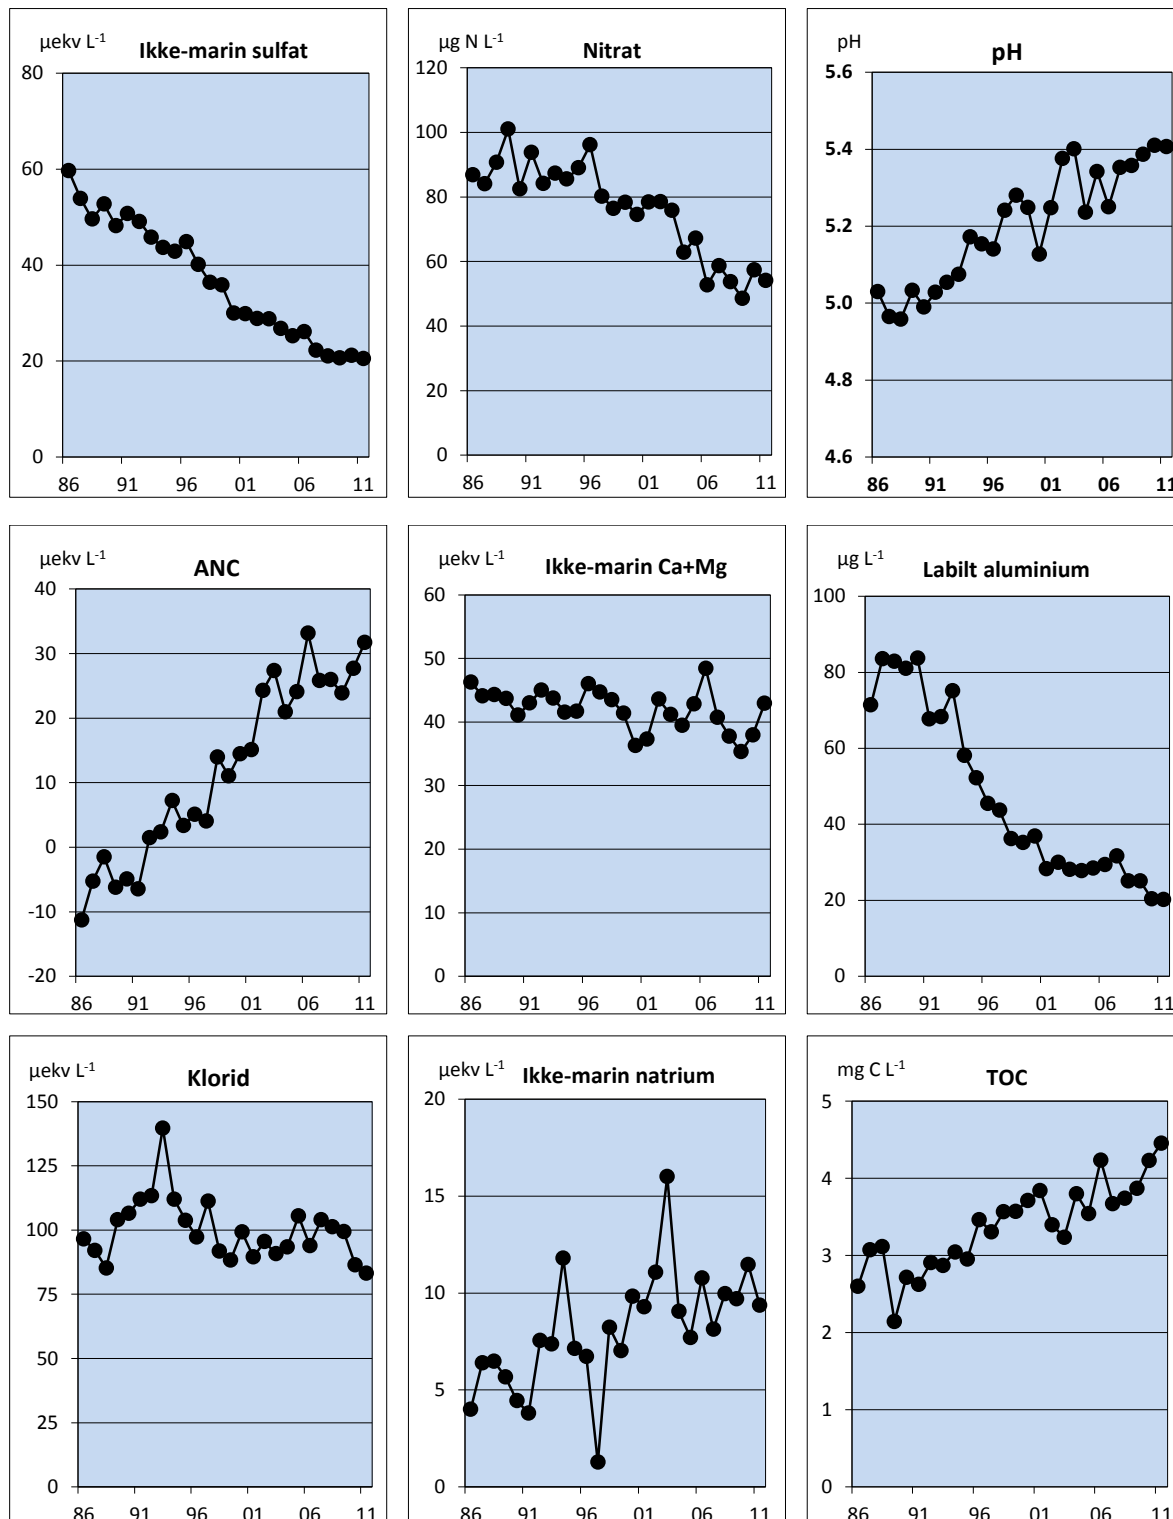 µekv L-1
Ikke-marin sulfat
80
60
40
20
0
86 91 96 01 06 11
µg N L-1
Nitrat
120
100
80
60
40
20
0
86 91 96 01 06 11
pH
pH
5.6
5.4
5.2
5.0
4.8
4.6
86 91 96 01 06 11
µekv L-1
ANC
40
30
20
10
0
-10
-20
86 91 96 01 06 11
µekv L-1
Ikke-marin Ca+Mg
60
50
40
30
20
10
0
86 91 96 01 06 11
µg L-1
Labilt aluminium
100
80
60
40
20
0
86 91 96 01 06 11
µekv L-1
Klorid
150
125
100
75
50
25
0
86 91 96 01 06 11
µekv L-1
Ikke-marin natrium
20
15
10
5
0
86 91 96 01 06 11
mg C L-1
TOC
5
4
3
2
1
0
86 91 96 01 06 11